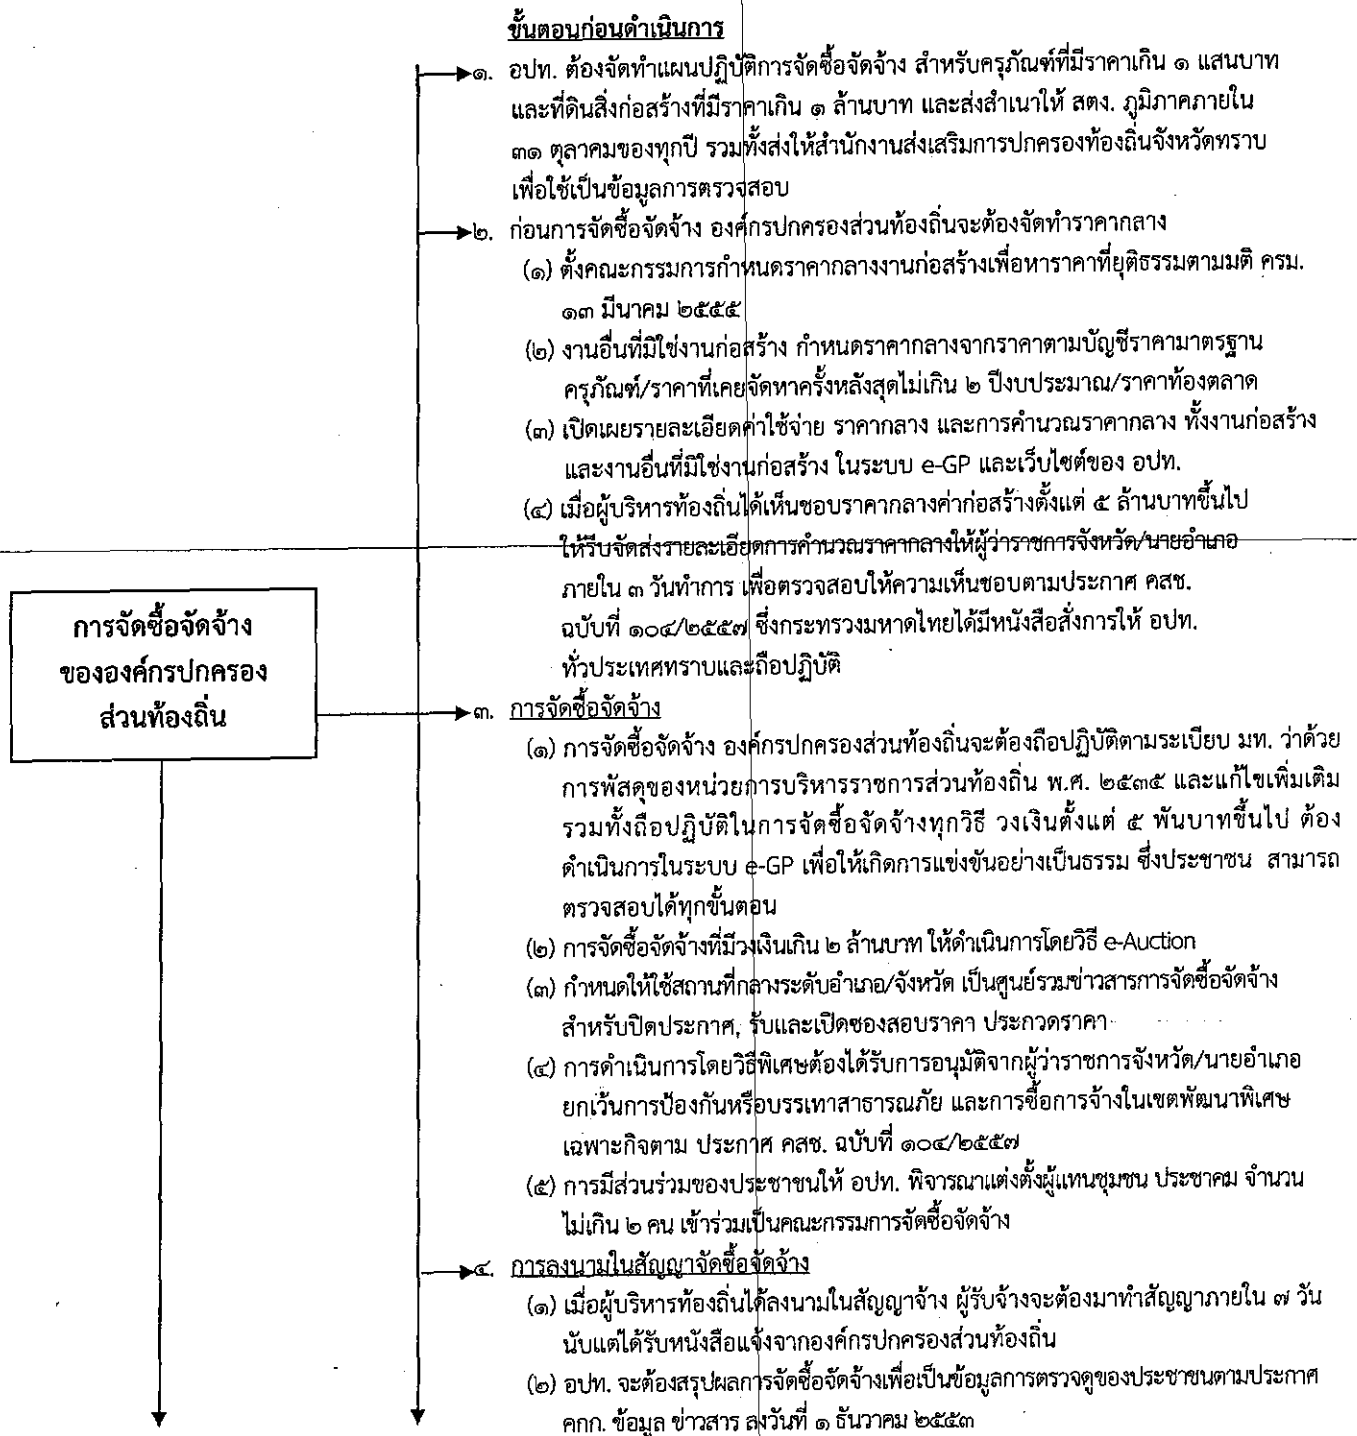 ขั้นตอนก่อนดำเนินการ
๑. อปท. ต้องจัดทำแผนปฏิบัติการจัดซื้อจัดจ้าง สำหรับครุภัณฑ์ที่มีราคาเกิน ๑ แสนบาท
และที่ดินสิ่งก่อสร้างที่มีราคาเกิน ๑ ล้านบาท และส่งสำเนาให้ สตง. ภูมิภาคภายใน
๓๑ ตุลาคมของทุกปี รวมทั้งส่งให้สำนักงานส่งเสริมการปกครองท้องถิ่นจังหวัดทราบ
เพื่อใช้เป็นข้อมูลการตรวจสอบ
๒. ก่อนการจัดซื้อจัดจ้าง องค์กรปกครองส่วนท้องถิ่นจะต้องจัดทำราคากลาง
(๑) ตั้งคณะกรรมการกำหนดราคากลางงานก่อสร้างเพื่อหาราคาที่ยุติธรรมตามมติ ครม.
๑๓ มีนาคม ๒๕๕๕
(๒) งานอื่นที่มิใช่งานก่อสร้าง กำหนดราคากลางจากราคาตามบัญชีราคามาตรฐาน
ครุภัณฑ์/ราคาที่เคยจัดหาครั้งหลังสุดไม่เกิน ๒ ปีงบประมาณ/ราคาท้องตลาด
(๓) เปิดเผยรายละเอียดค่าใช้จ่าย ราคากลาง และการคำนวณราคากลาง ทั้งงานก่อสร้าง
และงานอื่นที่มิใช่งานก่อสร้าง ในระบบ e-GP และเว็บไซต์ของ อปท.
(๔) เมื่อผู้บริหารท้องถิ่นได้เห็นชอบราคากลางค่าก่อสร้างตั้งแต่ ๕ ล้านบาทขึ้นไป
ให้รีบจัดส่งรายละเอียดการคำนวณราคากลางให้ผู้ว่าราชการจังหวัด/นายอำเภอ
ภายใน ๓ วันทำการ เพื่อตรวจสอบให้ความเห็นชอบตามประกาศ คสช.
ฉบับที่ ๑๐๔/๒๕๕๗ ซึ่งกระทรวงมหาดไทยได้มีหนังสือสั่งการให้ อปท.
ทั่วประเทศทราบและถือปฏิบัติ
การจัดซื้อจัดจ้าง
ขององค์กรปกครอง
ส่วนท้องถิ่น
๓. การจัดซื้อจัดจ้าง
(๑) การจัดซื้อจัดจ้าง องค์กรปกครองส่วนท้องถิ่นจะต้องถือปฏิบัติตามระเบียบ มท. ว่าด้วย
การพัสดุของหน่วยการบริหารราชการส่วนท้องถิ่น พ.ศ. ๒๕๓๕ และแก้ไขเพิ่มเติม
รวมทั้งถือปฏิบัติในการจัดซื้อจัดจ้างทุกวิธี วงเงินตั้งแต่ ๕ พันบาทขึ้นไป ต้อง
ดำเนินการในระบบ e-GP เพื่อให้เกิดการแข่งขันอย่างเป็นธรรม ซึ่งประชาชน สามารถ
ตรวจสอบได้ทุกขั้นตอน
(๒) การจัดซื้อจัดจ้างที่มีวงเงินเกิน ๒ ล้านบาท ให้ดำเนินการโดยวิธี e-Auction
(๓) กำหนดให้ใช้สถานที่กลางระดับอำเภอ/จังหวัด เป็นศูนย์รวมข่าวสารการจัดซื้อจัดจ้าง
สำหรับปิดประกาศ, รับและเปิดซองสอบราคา ประกวดราคา
(๔) การดำเนินการโดยวิธีพิเศษต้องได้รับการอนุมัติจากผู้ว่าราชการจังหวัด/นายอำเภอ
ยกเว้นการป้องกันหรือบรรเทาสาธารณภัย และการซื้อการจ้างในเขตพัฒนาพิเศษ
เฉพาะกิจตาม ประกาศ คสช. ฉบับที่ ๑๐๔/๒๕๕๗
(๕) การมีส่วนร่วมของประชาชนให้ อปท. พิจารณาแต่งตั้งผู้แทนชุมชน ประชาคม จำนวน
ไม่เกิน ๒ คน เข้าร่วมเป็นคณะกรรมการจัดซื้อจัดจ้าง
๔. การลงนามในสัญญาจัดซื้อจัดจ้าง
(๑) เมื่อผู้บริหารท้องถิ่นได้ลงนามในสัญญาจ้าง ผู้รับจ้างจะต้องมาทำสัญญาภายใน ๗ วัน
นับแต่ได้รับหนังสือแจ้งจากองค์กรปกครองส่วนท้องถิ่น
(๒) อปท. จะต้องสรุปผลการจัดซื้อจัดจ้างเพื่อเป็นข้อมูลการตรวจดูของประชาชนตามประกาศ
คกก. ข้อมูล ข่าวสาร ลงวันที่ ๑ ธันวาคม ๒๕๕๓